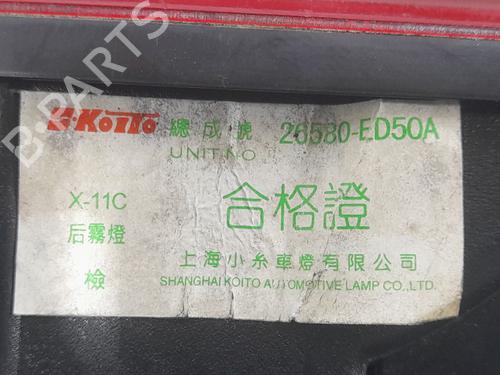 B-PARTS
S.Koito 總成號 26580-ED50A
UNIT NO
X-11C 合格證
后霧燈
檢 上海小糸車燈有限公司
SHANGHAI KOITO AUTOMOTIVE LAMP CO.,LTD.
B-PARTS